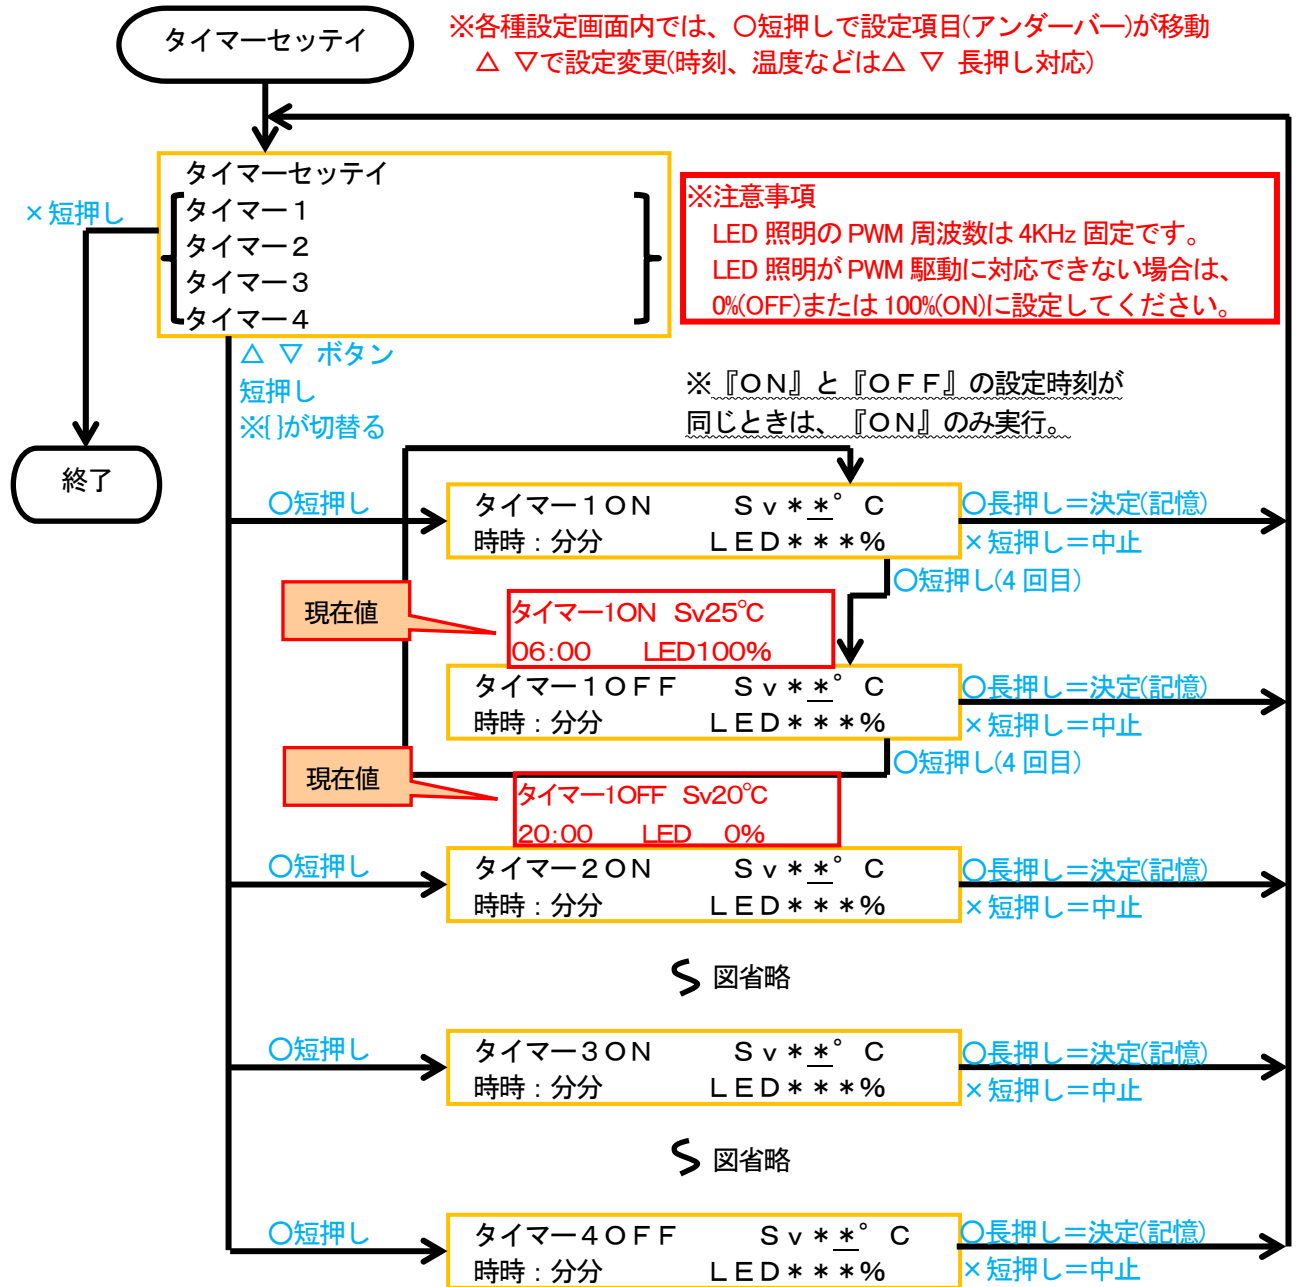 タイマーセッテイ
※各種設定画面内では、○短押しで設定項目(アンダーバー)が移動
△ ▽で設定変更(時刻、温度などは△ ▽ 長押し対応)
タイマーセッテイ
タイマー１
タイマー２
タイマー３
タイマー４
×短押し
※注意事項
LED 照明の PWM 周波数は 4KHz 固定です。
LED 照明が PWM 駆動に対応できない場合は、
0%(OFF)または 100%(ON)に設定してください。
△ ▽ ボタン
短押し
※{ }が切替る
※『ＯＮ』と『ＯＦＦ』の設定時刻が
同じときは、『ＯＮ』のみ実行。
終了
○短押し
タイマー１ＯＮ Ｓｖ＊＊° Ｃ
時時：分分 ＬＥＤ＊＊＊%
○長押し＝決定(記憶)
×短押し＝中止
○短押し(4 回目)
現在値
タイマー1ON Sv25℃
06:00 LED100%
タイマー１ＯＦＦ Ｓｖ＊＊° Ｃ
時時：分分 ＬＥＤ＊＊＊%
○長押し＝決定(記憶)
×短押し＝中止
○短押し(4 回目)
現在値
タイマー1OFF Sv20℃
20:00 LED 0%
○短押し
タイマー２ＯＮ Ｓｖ＊＊° Ｃ
時時：分分 ＬＥＤ＊＊＊%
○長押し＝決定(記憶)
×短押し＝中止
図省略
○短押し
タイマー３ＯＮ Ｓｖ＊＊° Ｃ
時時：分分 ＬＥＤ＊＊＊%
○長押し＝決定(記憶)
×短押し＝中止
図省略
○短押し
タイマー４ＯＦＦ Ｓｖ＊＊° Ｃ
時時：分分 ＬＥＤ＊＊＊%
○長押し＝決定(記憶)
×短押し＝中止